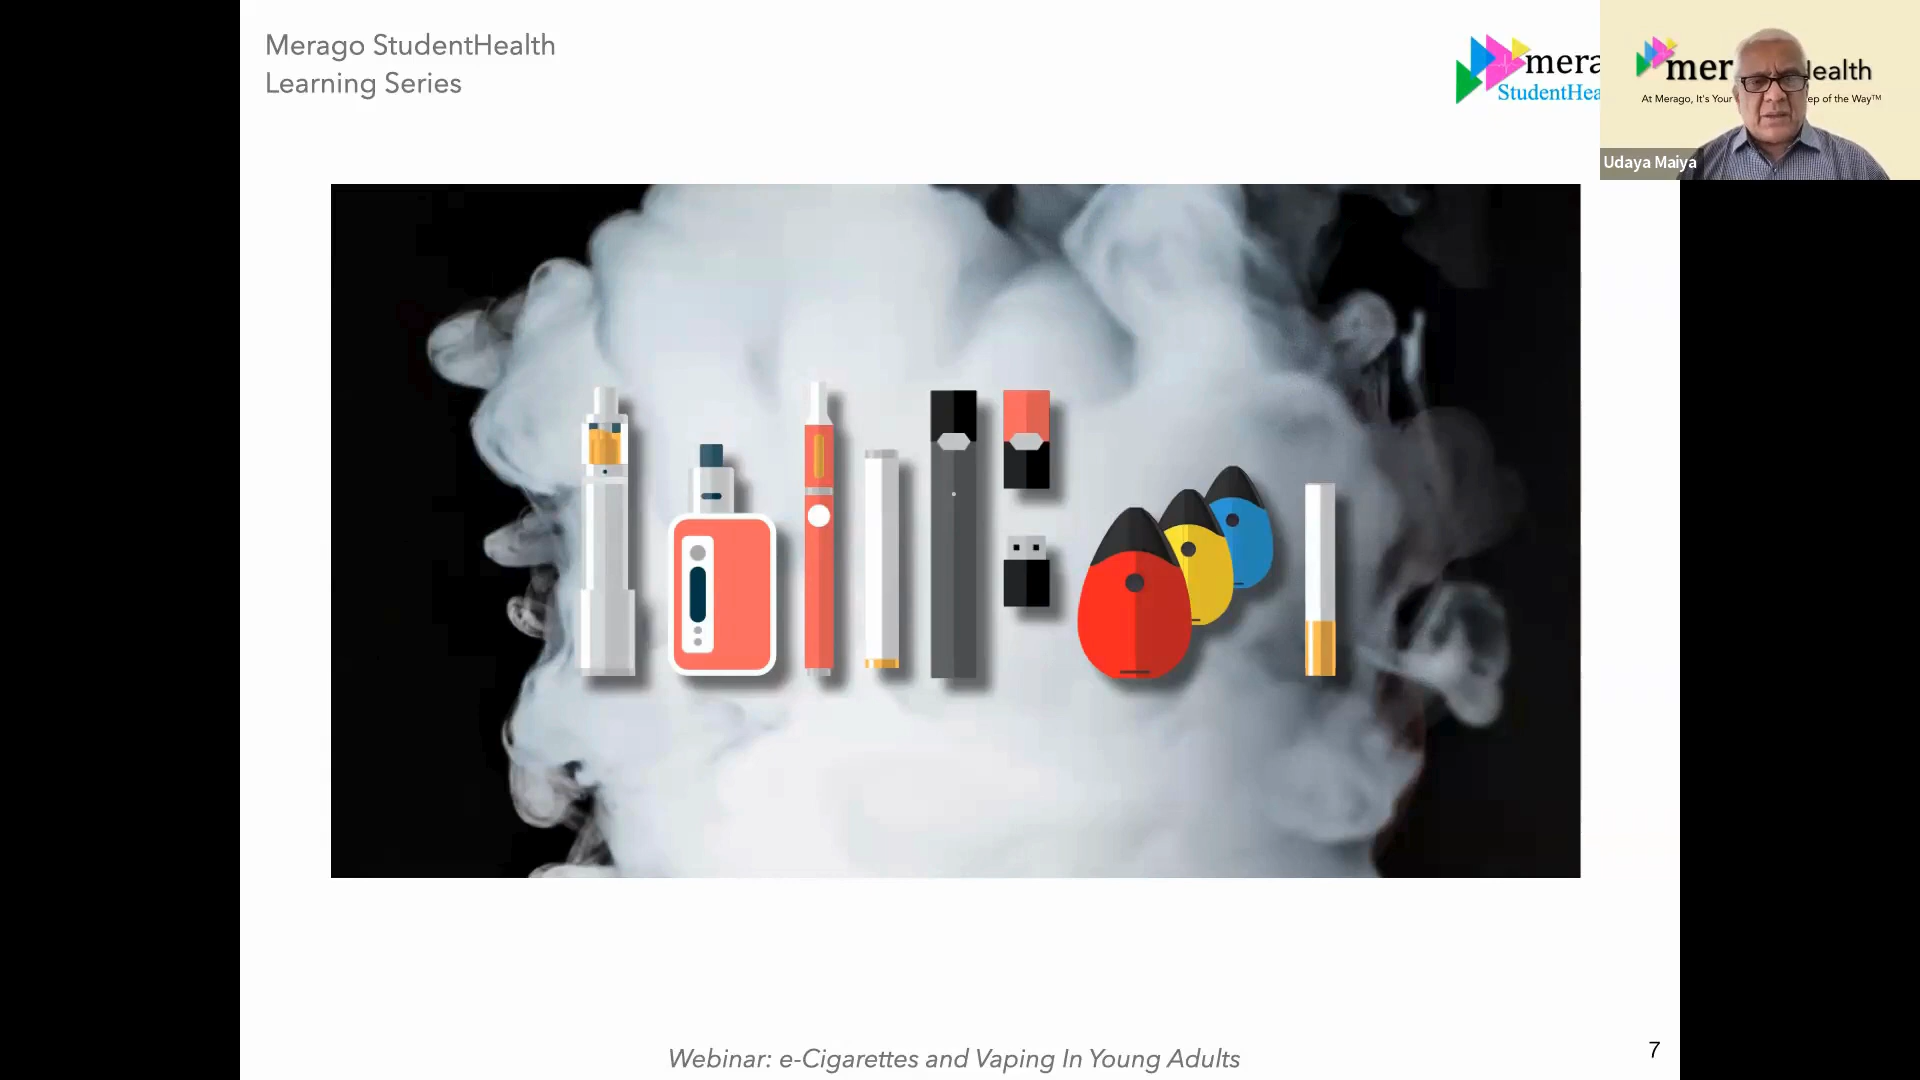 Merago StudentHealth
Learning Series
mera
StudentHea
mer ealth
At Merago, It's Your ep of the Way™
Udaya Maiya
Webinar: e-Cigarettes and Vaping In Young Adults
7